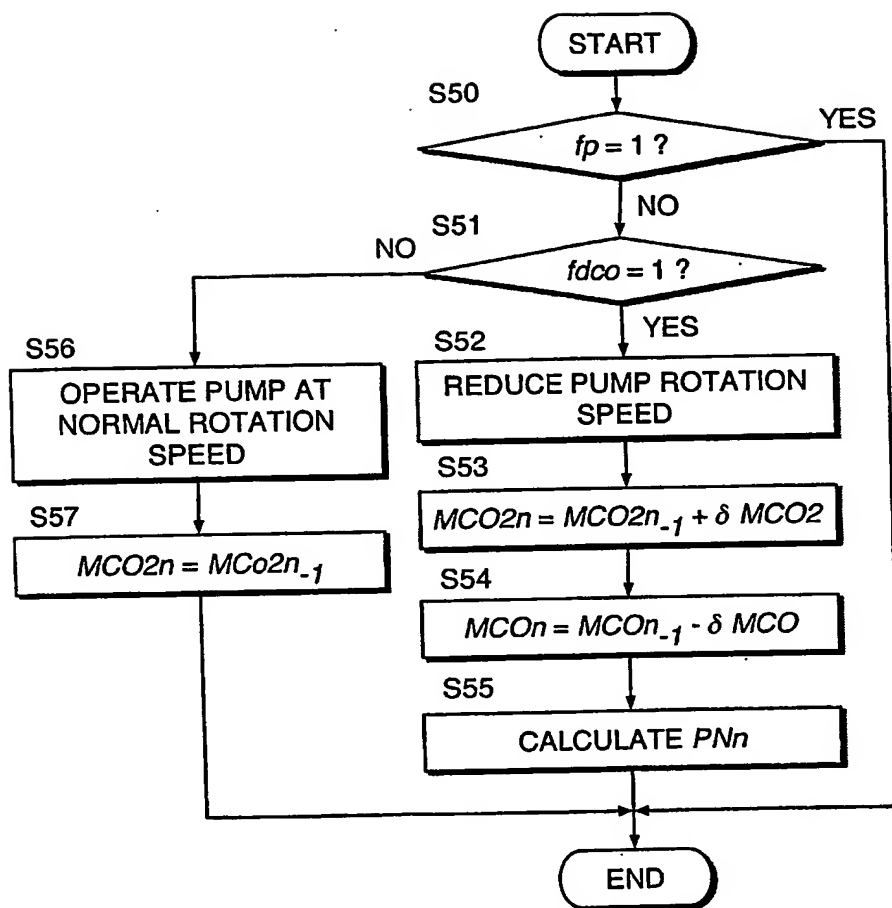 START
S50
fp = 1 ?
YES
NO
S51
NO
fdco = 1 ?
YES
S56
OPERATE PUMP AT
NORMAL ROTATION
SPEED
S52
REDUCE PUMP ROTATION
SPEED
S53
MCO2n = MCO2n-1 + δ MCO2
S57
MCO2n = MCo2n-1
S54
MCOn = MCOn-1 - δ MCO
S55
CALCULATE PNn
END